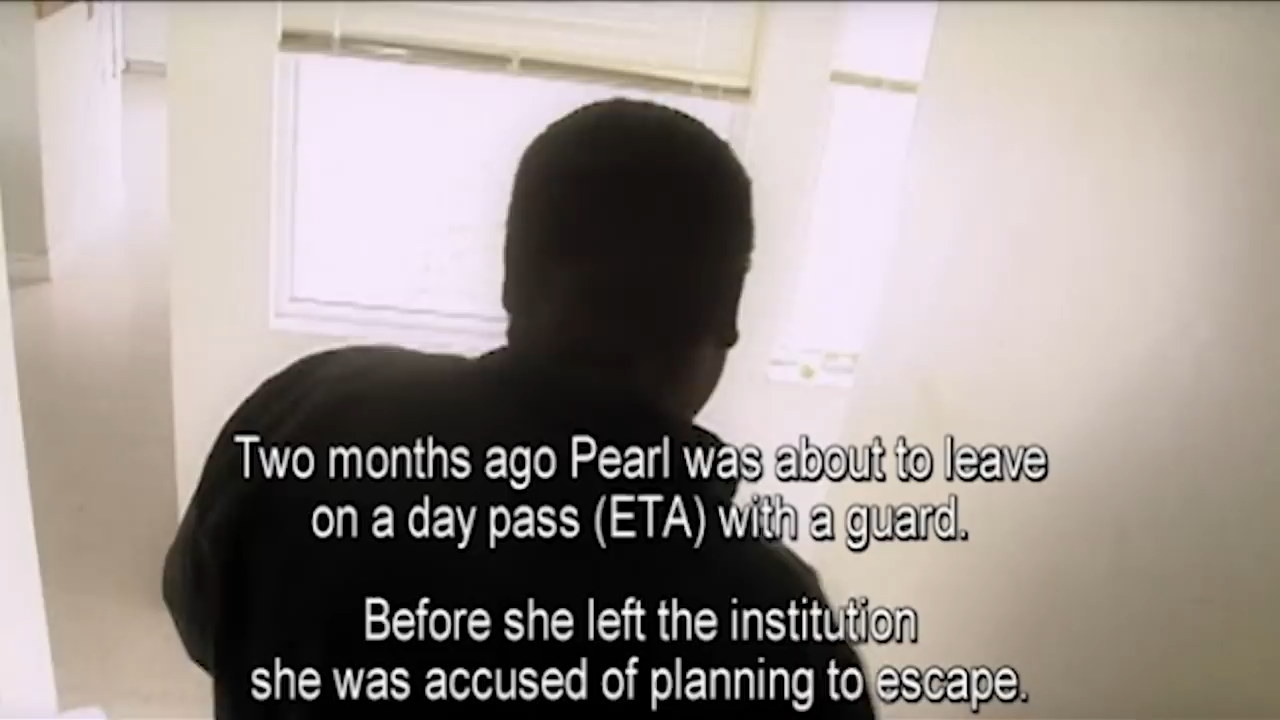 Two months ago Pearl was about to leave
on a day pass (ETA) with a guard.
Before she left the institution
she was accused of planning to escape.